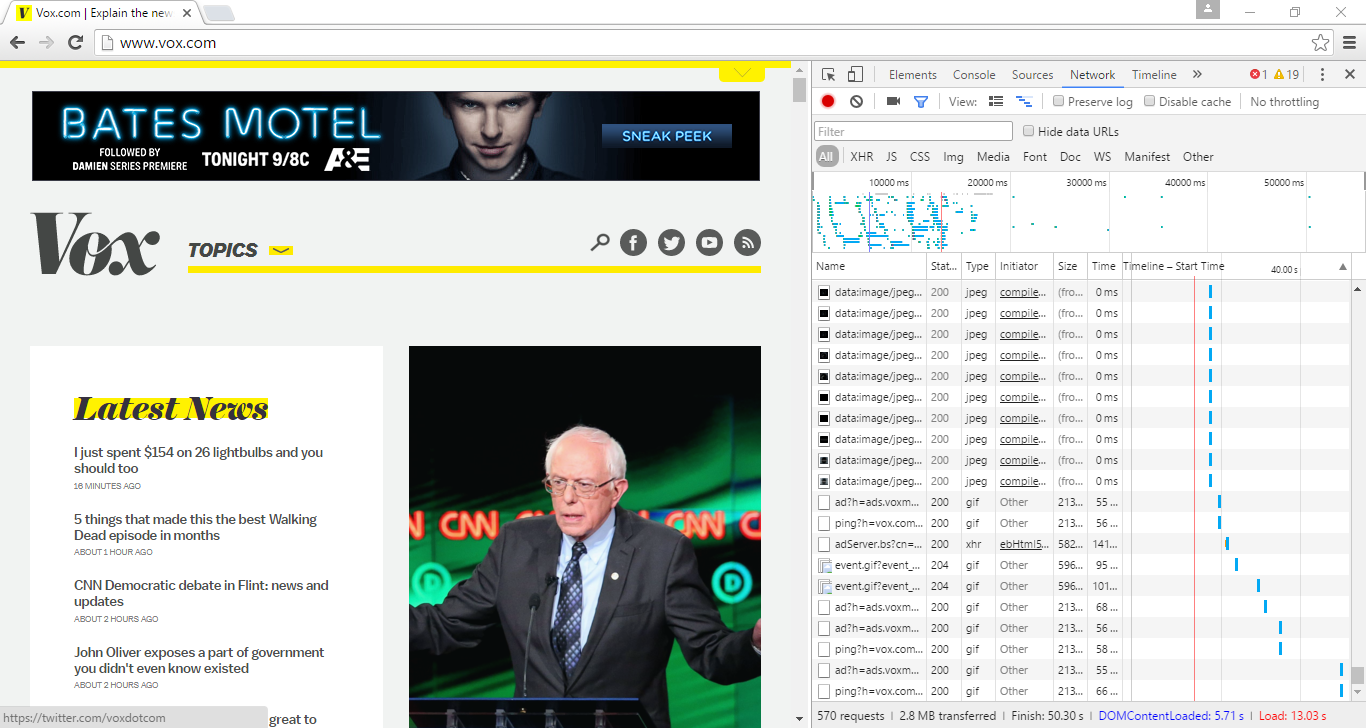 Vox.com | Explain the new
www.vox.com
BATES MOTEL
FOLLOWED BY
DAMIEN SERIES PREMIERE
TONIGHT 9/8C
A&E
SNEAK PEEK
Vox
TOPICS
Latest News
I just spent $154 on 26 lightbulbs and you
should too
16 MINUTES AGO
5 things that made this the best Walking
Dead episode in months
ABOUT 1 HOUR AGO
CNN Democratic debate in Flint: news and
updates
ABOUT 2 HOURS AGO
John Oliver exposes a part of government
you didn't even know existed
ABOUT 2 HOURS AGO
great to
https://twitter.com/voxdotcom
CNN CNN CNN
D
Elements Console Sources Network Timeline » 1 19
View: Preserve log Disable cache No throttling
Filter Hide data URLs
All XHR JS CSS Img Media Font Doc WS Manifest Other
10000 ms 20000 ms 30000 ms 40000 ms 50000 ms
Name Stat... Type Initiator Size Time Timeline – Start Time 40.00 s
data:image/jpeg... 200 jpeg compile... (fro... 0 ms
data:image/jpeg... 200 jpeg compile... (fro... 0 ms
data:image/jpeg... 200 jpeg compile... (fro... 0 ms
data:image/jpeg... 200 jpeg compile... (fro... 0 ms
data:image/jpeg... 200 jpeg compile... (fro... 0 ms
data:image/jpeg... 200 jpeg compile... (fro... 0 ms
data:image/jpeg... 200 jpeg compile... (fro... 0 ms
data:image/jpeg... 200 jpeg compile... (fro... 0 ms
data:image/jpeg... 200 jpeg compile... (fro... 0 ms
data:image/jpeg... 200 jpeg compile... (fro... 0 ms
ad?h=ads.voxm... 200 gif Other 213... 55 ...
ping?h=vox.com... 200 gif Other 213... 56 ...
adServer.bs?cn=... 200 xhr ebHtml5... 582... 141...
event.gif?event_... 204 gif Other 596... 95 ...
event.gif?event_... 204 gif Other 596... 101...
ad?h=ads.voxm... 200 gif Other 213... 68 ...
ad?h=ads.voxm... 200 gif Other 213... 56 ...
ping?h=vox.com... 200 gif Other 213... 58 ...
ad?h=ads.voxm... 200 gif Other 213... 55 ...
ping?h=vox.com... 200 gif Other 213... 66 ...
570 requests | 2.8 MB transferred | Finish: 50.30 s | DOMContentLoaded: 5.71 s | Load: 13.03 s